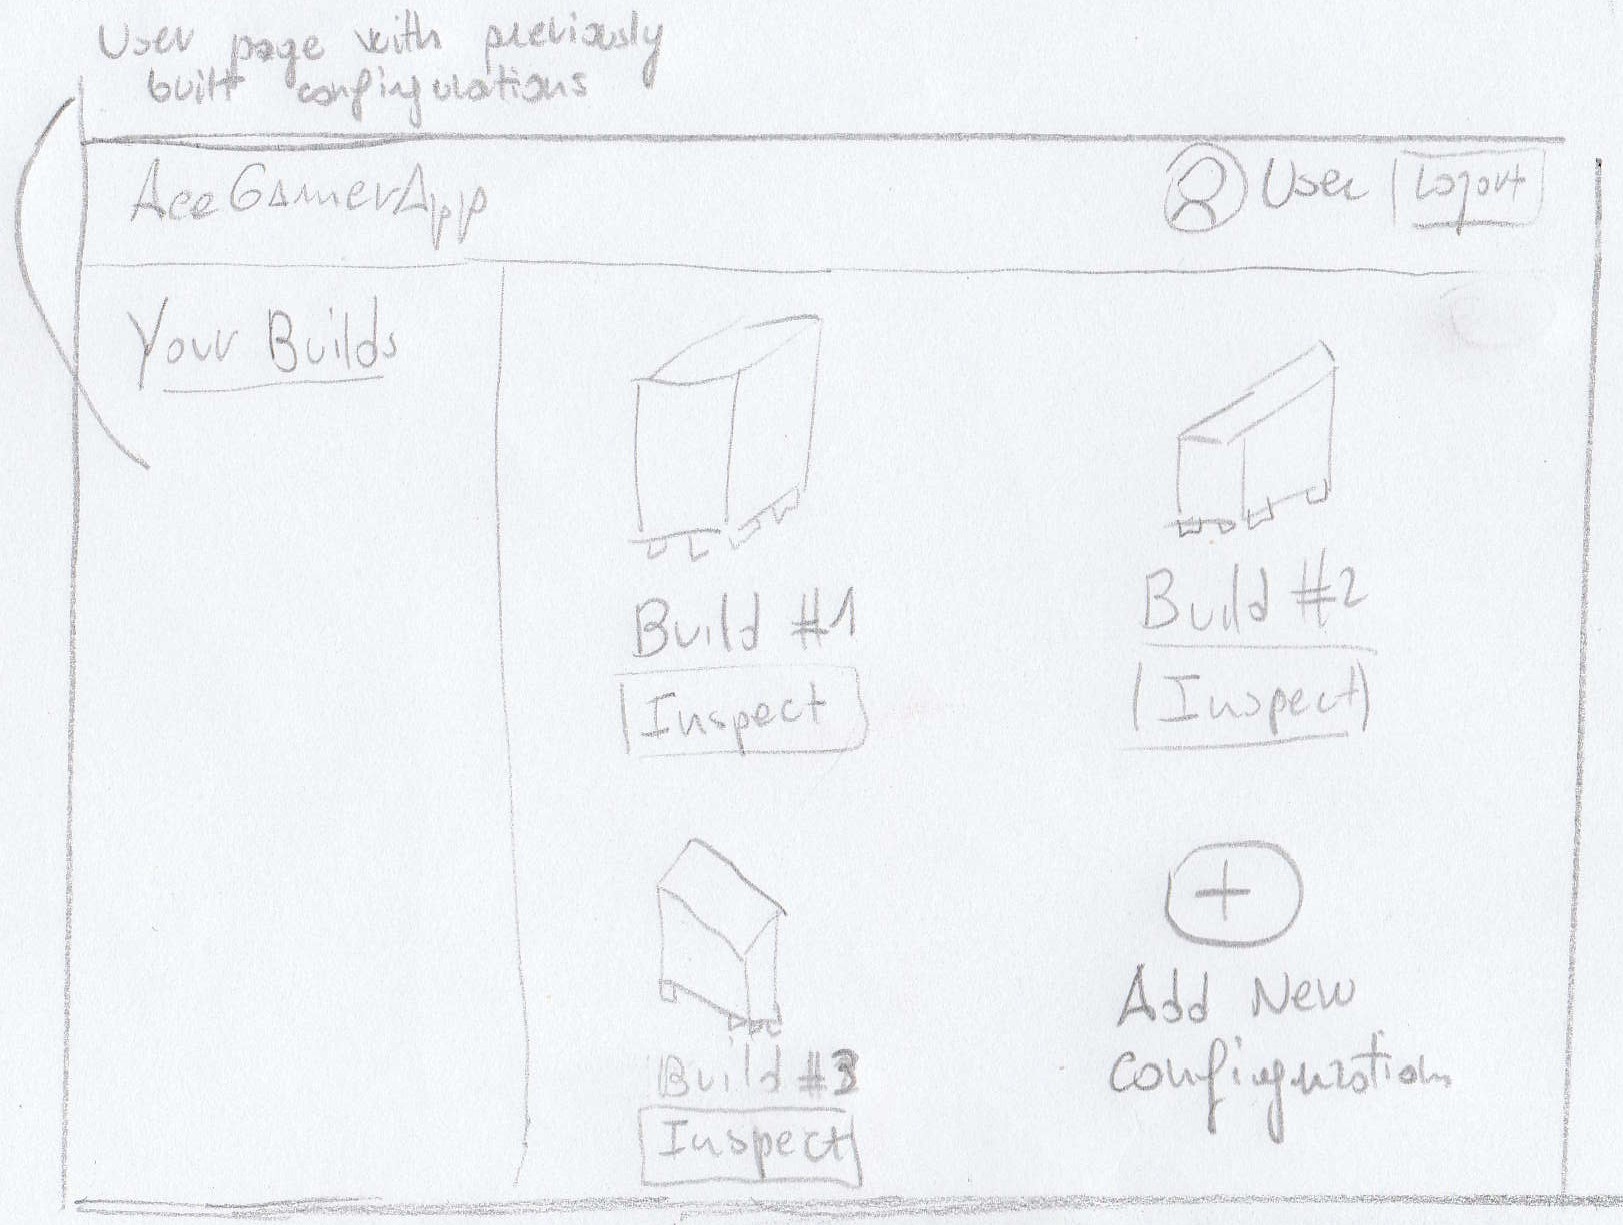 User page with previously
built configurations
AceGamerApp
User
Logout
Your Builds
Build #1
Inspect
Build #2
Inspect
Build #3
Inspect
+
Add New
configuration